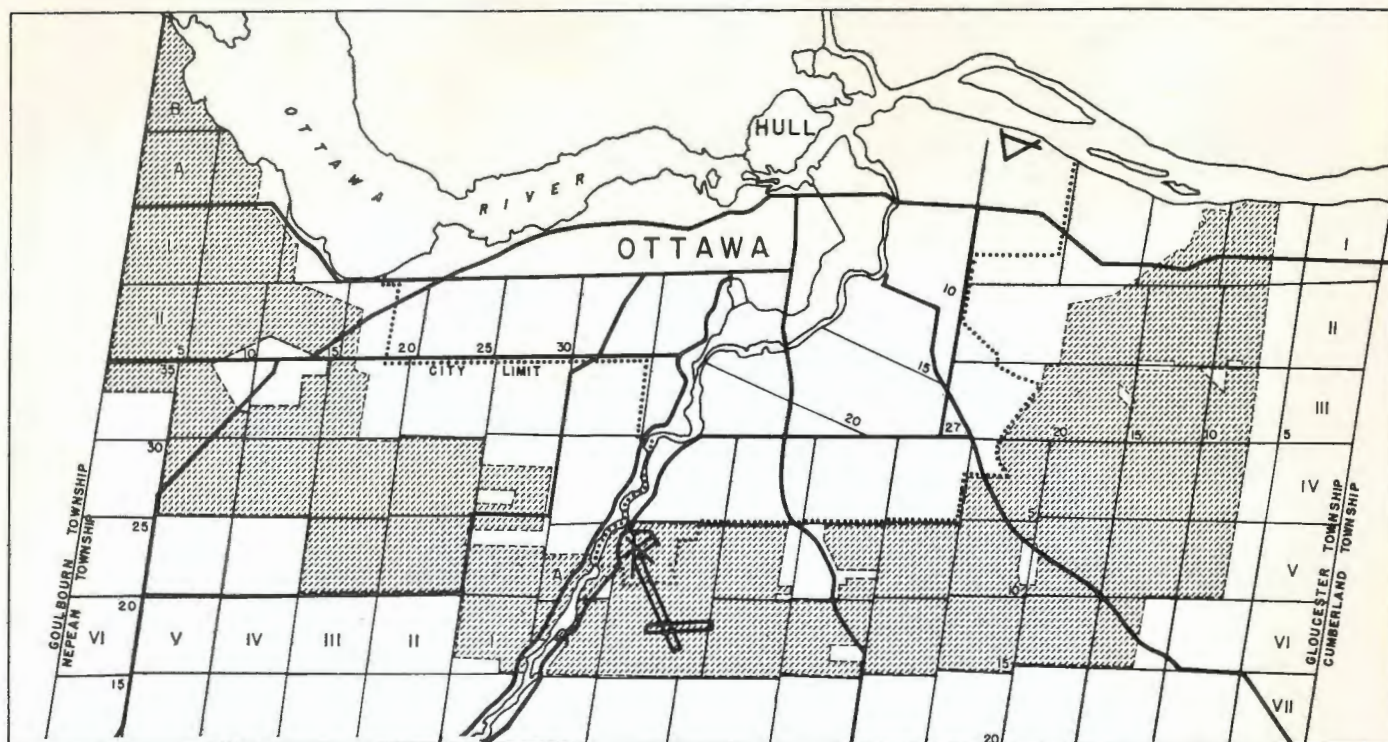 OTTAWA
RIVER
HULL
OTTAWA
CITY LIMIT
B
A
I
II
5
10
15
20
25
30
35
30
25
20
15
GOULBOURN TOWNSHIP
NEPEAN TOWNSHIP
VI
V
IV
III
II
I
A
10
15
20
27
20
15
10
5
5
10
15
20
I
II
III
IV
V
VI
VII
GLOUCESTER TOWNSHIP
CUMBERLAND TOWNSHIP